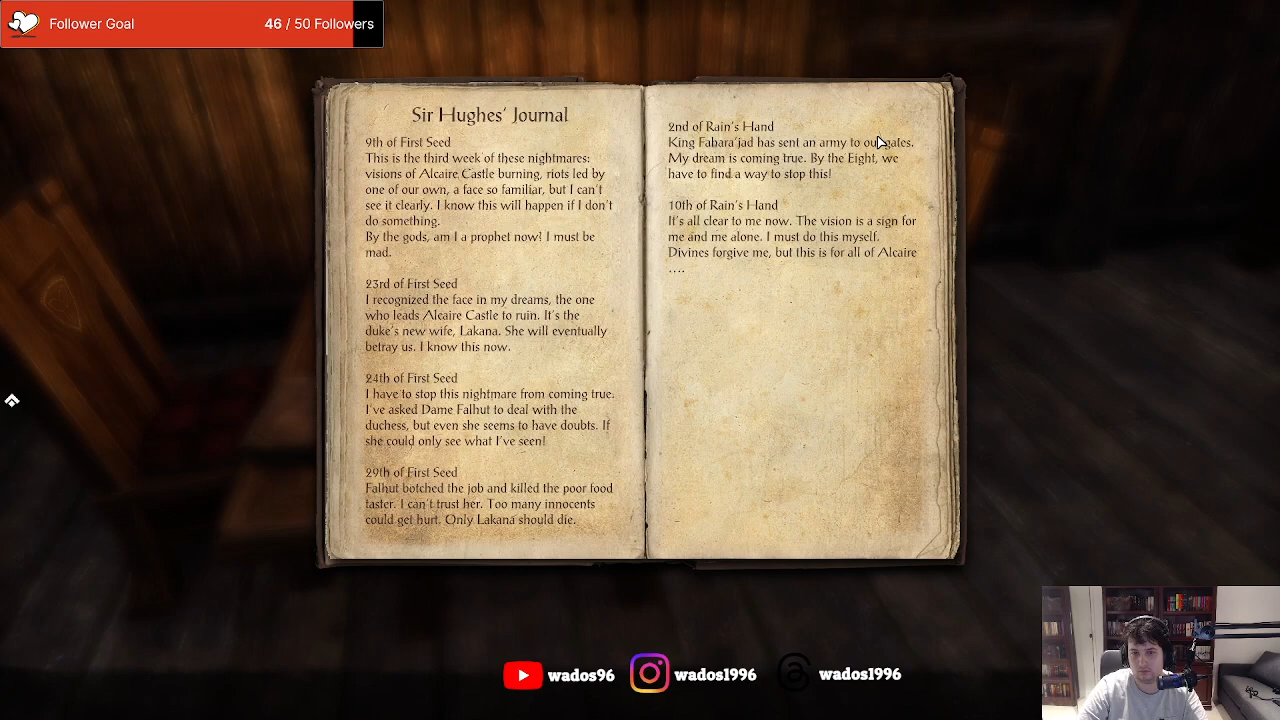 Follower Goal
46 / 50 Followers
Sir Hughes' Journal
9th of First Seed
This is the third week of these nightmares:
visions of Alcaire Castle burning, riots led by
one of our own, a face so familiar, but I can't
see it clearly. I know this will happen if I don't
do something.
By the gods, am I a prophet now? I must be
mad.
23rd of First Seed
I recognized the face in my dreams, the one
who leads Alcaire Castle to ruin. It's the
duke's new wife, Lakana. She will eventually
betray us. I know this now.
24th of First Seed
I have to stop this nightmare from coming true.
I've asked Dame Falhut to deal with the
duchess, but even she seems to have doubts. If
she could only see what I've seen!
29th of First Seed
Falhut botched the job and killed the poor food
taster. I can't trust her. Too many innocents
could get hurt. Only Lakana should die.
2nd of Rain's Hand
King Fahara'jad has sent an army to our gates.
My dream is coming true. By the Eight, we
have to find a way to stop this!
10th of Rain's Hand
It's all clear to me now. The vision is a sign for
me and me alone. I must do this myself.
Divines forgive me, but this is for all of Alcaire
....
wados96
wados1996
wados1996